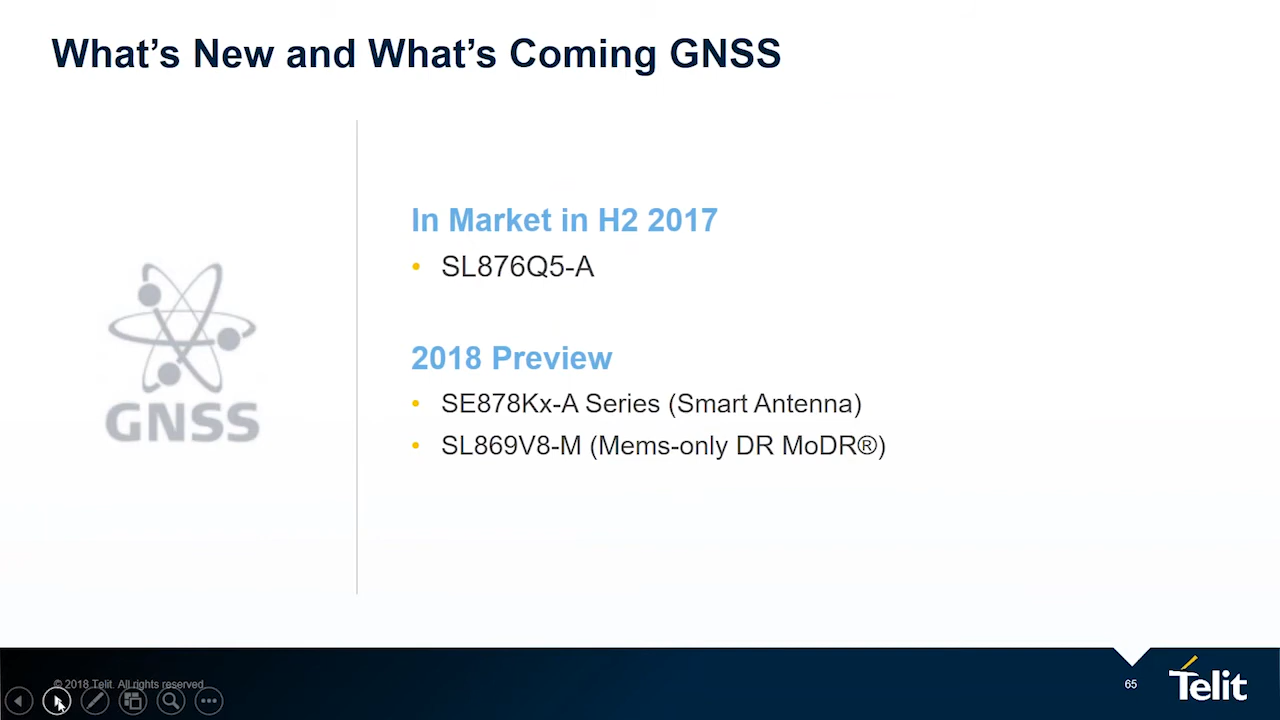 What's New and What's Coming GNSS
In Market in H2 2017
• SL876Q5-A
2018 Preview
• SE878Kx-A Series (Smart Antenna)
• SL869V8-M (Mems-only DR MoDR®)
GNSS
© 2018 Telit. All rights reserved
65
Telit